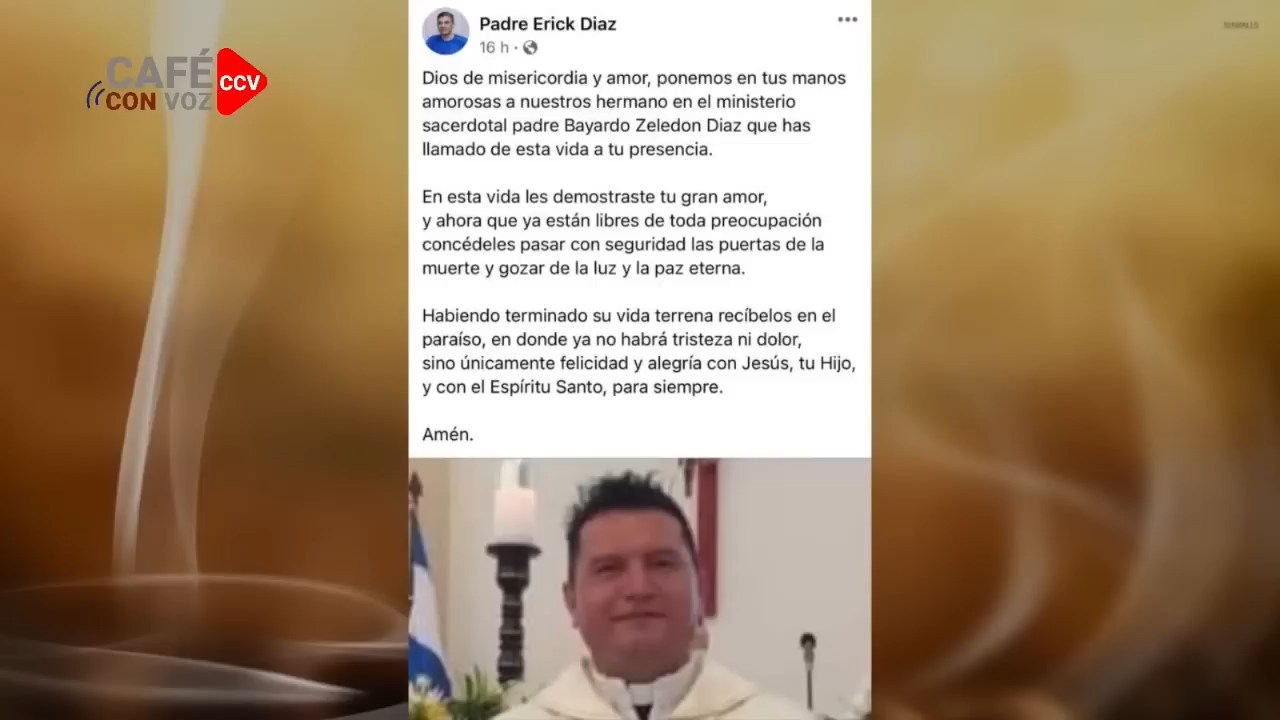 CAFÉ
CON VOZ
CCV
Padre Erick Diaz
16 h
Dios de misericordia y amor, ponemos en tus manos
amorosas a nuestros hermano en el ministerio
sacerdotal padre Bayardo Zeledon Diaz que has
llamado de esta vida a tu presencia.
En esta vida les demostraste tu gran amor,
y ahora que ya están libres de toda preocupación
concédeles pasar con seguridad las puertas de la
muerte y gozar de la luz y la paz eterna.
Habiendo terminado su vida terrena recíbelos en el
paraíso, en donde ya no habrá tristeza ni dolor,
sino únicamente felicidad y alegría con Jesús, tu Hijo,
y con el Espíritu Santo, para siempre.
Amén.